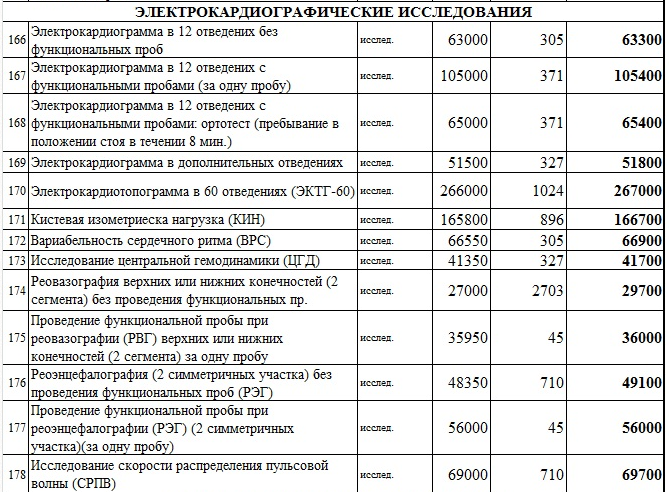 ЭЛЕКТРОКАРДИОГРАФИЧЕСКИЕ ИССЛЕДОВАНИЯ
166 Электрокардиограмма в 12 отведениx без
функциональных проб исслед. 63000 305 63300
167 Электрокардиограмма в 12 отведениx с
функциональными пробами (за одну пробу) исслед. 105000 371 105400
168 Электрокардиограмма в 12 отведениx с
функциональными пробами: ортотест (пребывание в
положении стоя в течении 8 мин.) исслед. 65000 371 65400
169 Электрокардиограмма в дополнительных отведениях исслед. 51500 327 51800
170 Электрокардиотопограмма в 60 отведениях (ЭКТГ-60) исслед. 266000 1024 267000
171 Кистевая изометриеска нагрузка (КИН) исслед. 165800 896 166700
172 Вариабельность сердечного ритма (ВРС) исслед. 66550 305 66900
173 Исследование центральной гемодинамики (ЦГД) исслед. 41350 327 41700
174 Реовазография верхних или нижних конечностей (2
сегмента) без проведения функциональных пр. исслед. 27000 2703 29700
175 Проведение функциональной пробы при
реовазографии (РВГ) верхних или нижних
конечностей (2 сегмента) за одну пробу исслед. 35950 45 36000
176 Реоэнцефалография (2 симметричных участка) без
проведения функциональных проб (РЭГ) исслед. 48350 710 49100
177 Проведение функциональной пробы при
реоэнцефалографии (РЭГ) (2 симметричных
участка)(за одну пробу) исслед. 56000 45 56000
178 Исследование скорости распределения пульсовой
волны (СРПВ) исслед. 69000 710 69700